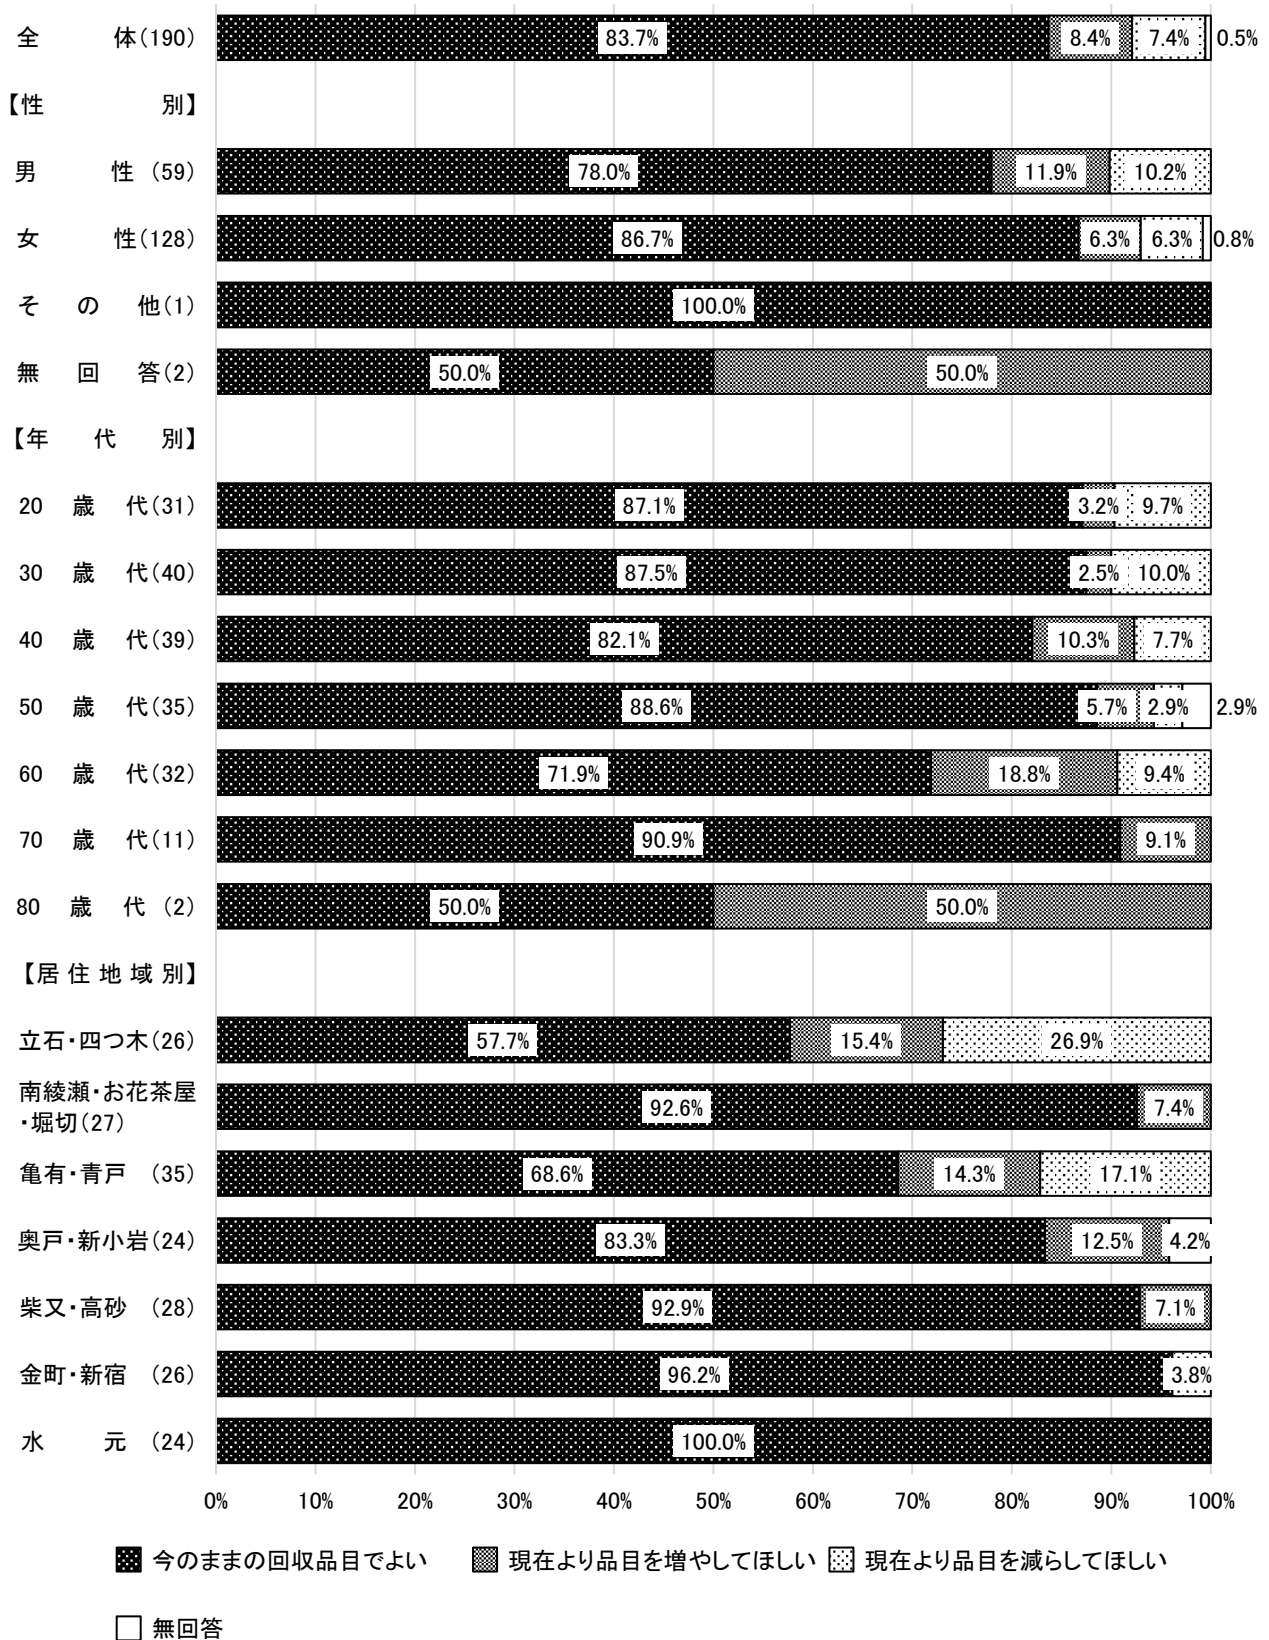 全 体(190) 83.7% 8.4% 7.4% 0.5%
【性 別】
男 性 (59) 78.0% 11.9% 10.2%
女 性(128) 86.7% 6.3% 6.3% 0.8%
そ の 他(1) 100.0%
無 回 答(2) 50.0% 50.0%
【年 代 別】
20 歳 代(31) 87.1% 3.2% 9.7%
30 歳 代(40) 87.5% 2.5% 10.0%
40 歳 代(39) 82.1% 10.3% 7.7%
50 歳 代(35) 88.6% 5.7% 2.9% 2.9%
60 歳 代(32) 71.9% 18.8% 9.4%
70 歳 代(11) 90.9% 9.1%
80 歳 代 (2) 50.0% 50.0%
【居 住 地 域 別】
立石・四つ木(26) 57.7% 15.4% 26.9%
南綾瀬・お花茶屋
・堀切(27) 92.6% 7.4%
亀有・青戸 (35) 68.6% 14.3% 17.1%
奥戸・新小岩(24) 83.3% 12.5% 4.2%
柴又・高砂 (28) 92.9% 7.1%
金町・新宿 (26) 96.2% 3.8%
水 元 (24) 100.0%
0% 10% 20% 30% 40% 50% 60% 70% 80% 90% 100%
今のままの回収品目でよい 現在より品目を増やしてほしい 現在より品目を減らしてほしい
無回答